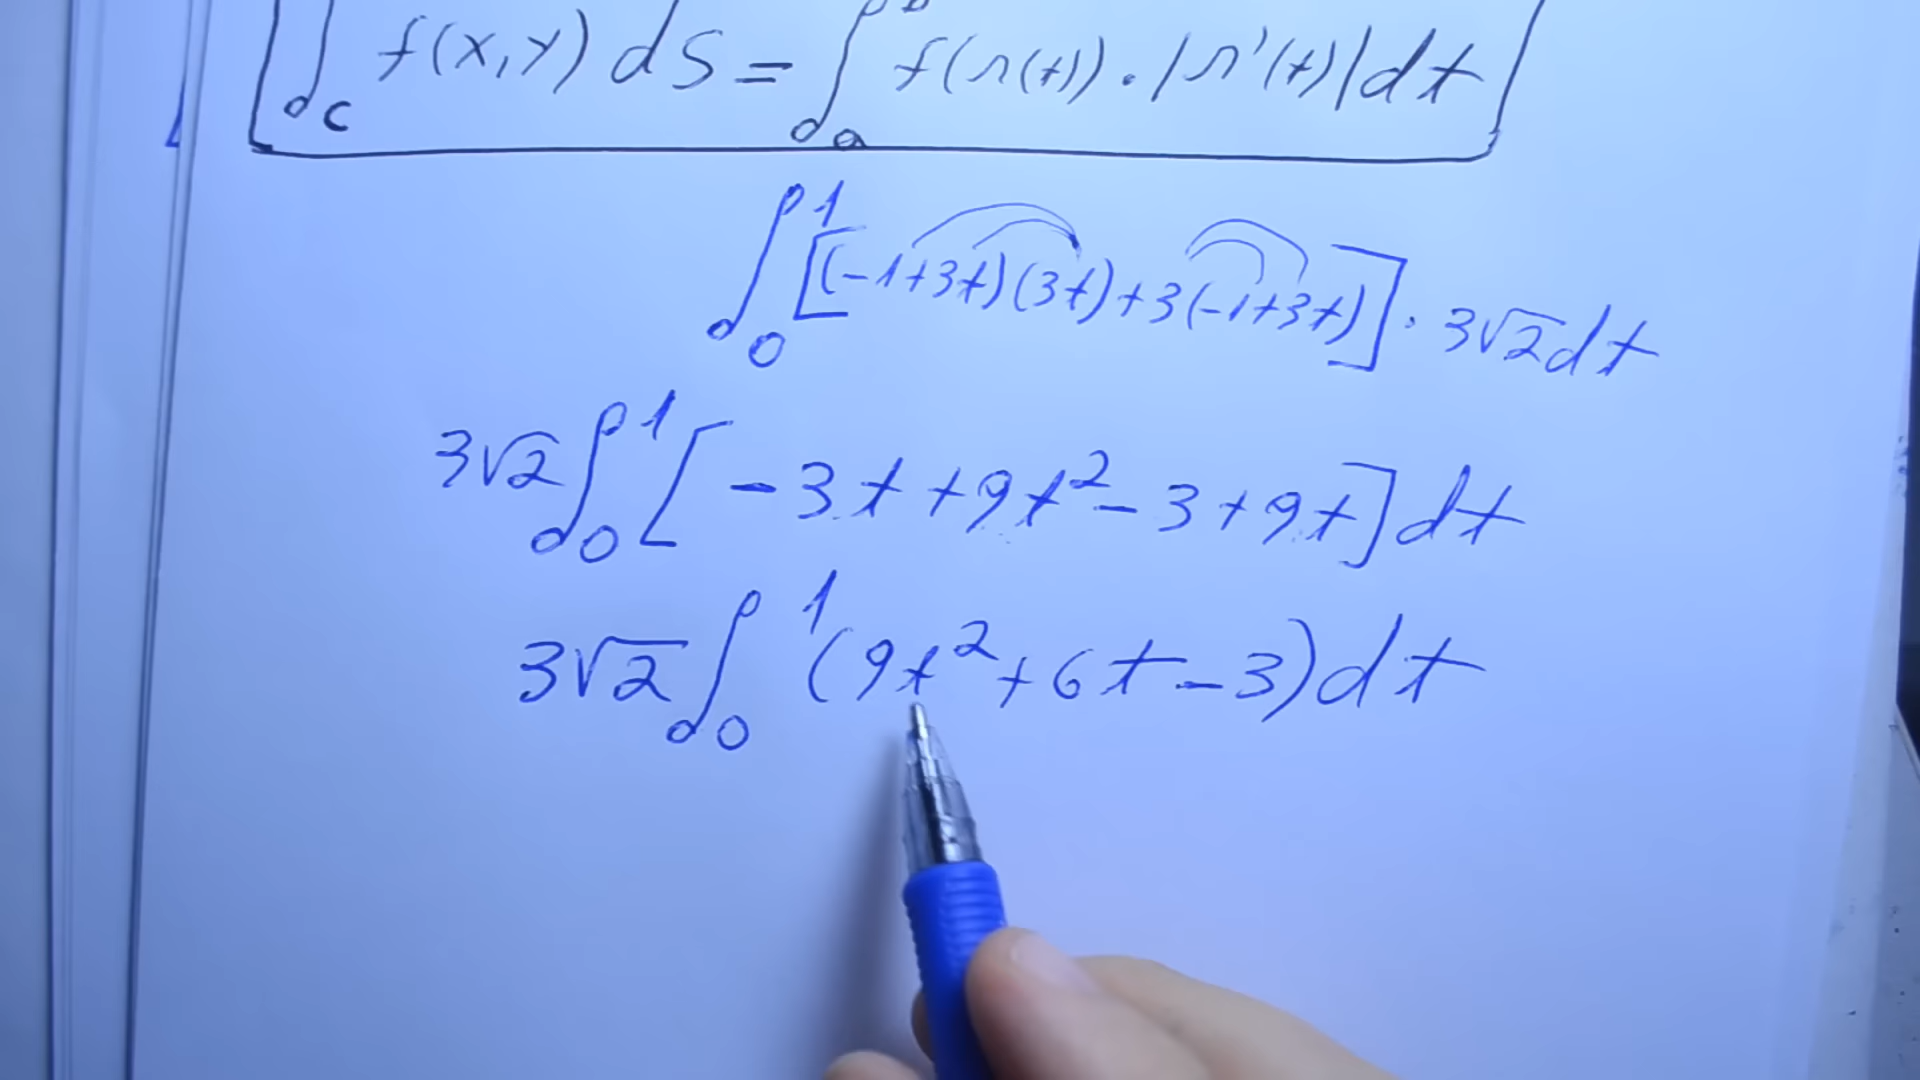 ∫_C f(x,y) dS = ∫_a^b f(r(t)) · |r'(t)| dt
∫_0^1 [(-1+3t)(3t)+3(-1+3t)] · 3√2 dt
3√2 ∫_0^1 [-3t+9t²-3+9t] dt
3√2 ∫_0^1 (9t²+6t-3) dt